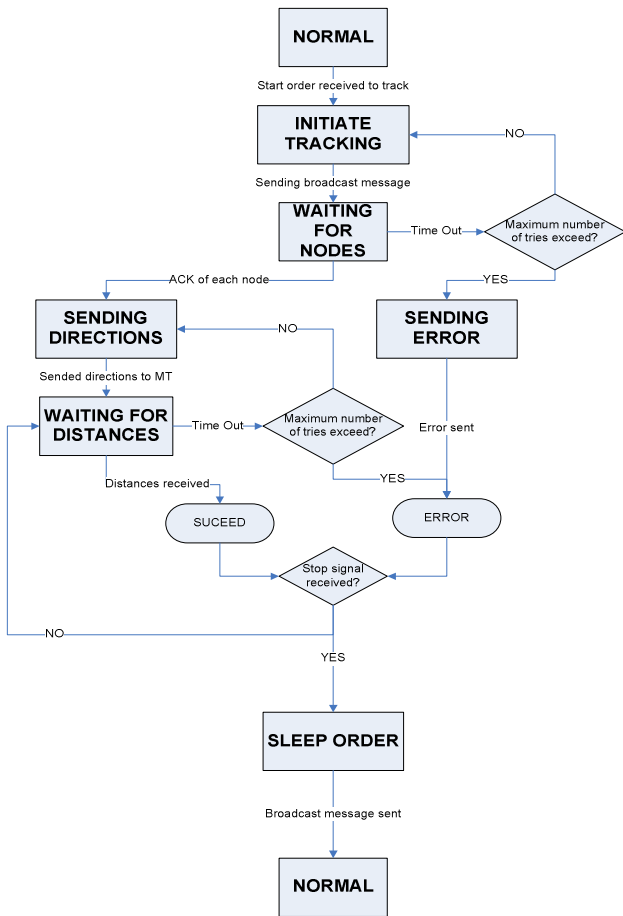 NORMAL
Start order received to track
INITIATE
TRACKING
NO
Sending broadcast message
WAITING
FOR
NODES
Time Out
Maximum number
of tries exceed?
ACK of each node
YES
SENDING
DIRECTIONS
NO
SENDING
ERROR
Sended directions to MT
WAITING FOR
DISTANCES
Time Out
Maximum number
of tries exceed?
Error sent
Distances received
YES
SUCEED
ERROR
Stop signal
received?
NO
YES
SLEEP ORDER
Broadcast message sent
NORMAL